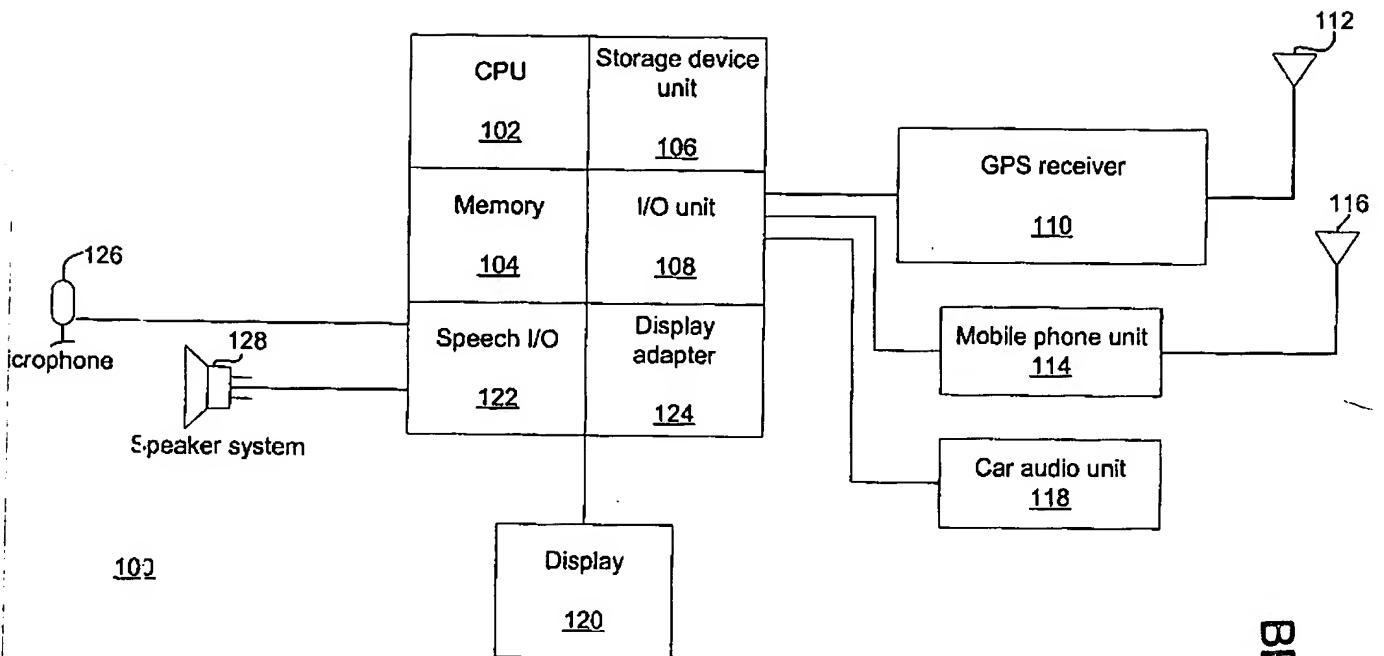 112
CPU
102
Storage device
unit
106
GPS receiver
110
Memory
104
I/O unit
108
116
126
icrophone
128
Speaker system
Speech I/O
122
Display
adapter
124
Mobile phone unit
114
Car audio unit
118
Display
120